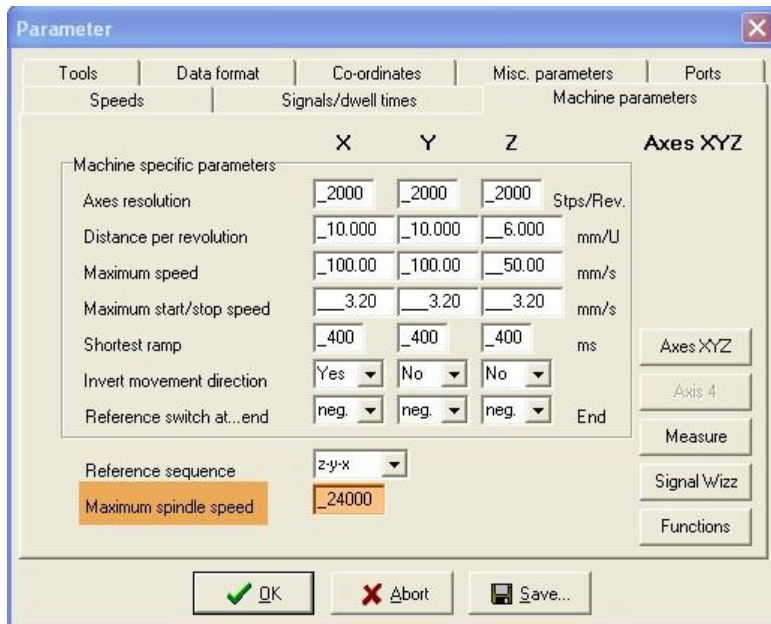 Parameter
Tools Data format Co-ordinates Misc. parameters Ports
Speeds Signals/dwell times Machine parameters
X Y Z Axes XYZ
Machine specific parameters
Axes resolution _2000 _2000 _2000 Stps/Rev.
Distance per revolution _10.000 _10.000 __6.000 mm/U
Maximum speed _100.00 _100.00 __50.00 mm/s
Maximum start/stop speed ___3.20 ___3.20 ___3.20 mm/s
Shortest ramp _400 _400 _400 ms Axes XYZ
Invert movement direction Yes No No Axis 4
Reference switch at...end neg. neg. neg. End
Measure
Reference sequence z-y-x Signal Wizz
Maximum spindle speed _24000 Functions
OK Abort Save...